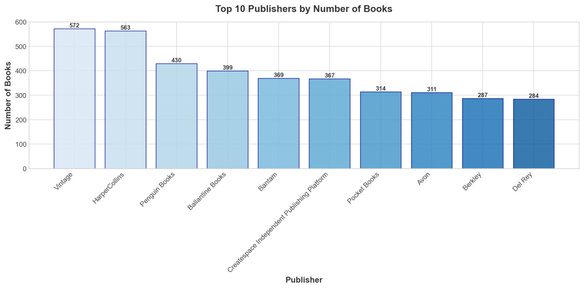 Top 10 Publishers by Number of Books
Number of Books
600
500
400
300
200
100
0
572
563
430
399
369
367
314
311
287
284
Vintage
HarperCollins
Penguin Books
Ballantine Books
Bantam
Createspace Independent Publishing Platform
Pocket Books
Avon
Berkley
Del Rey
Publisher